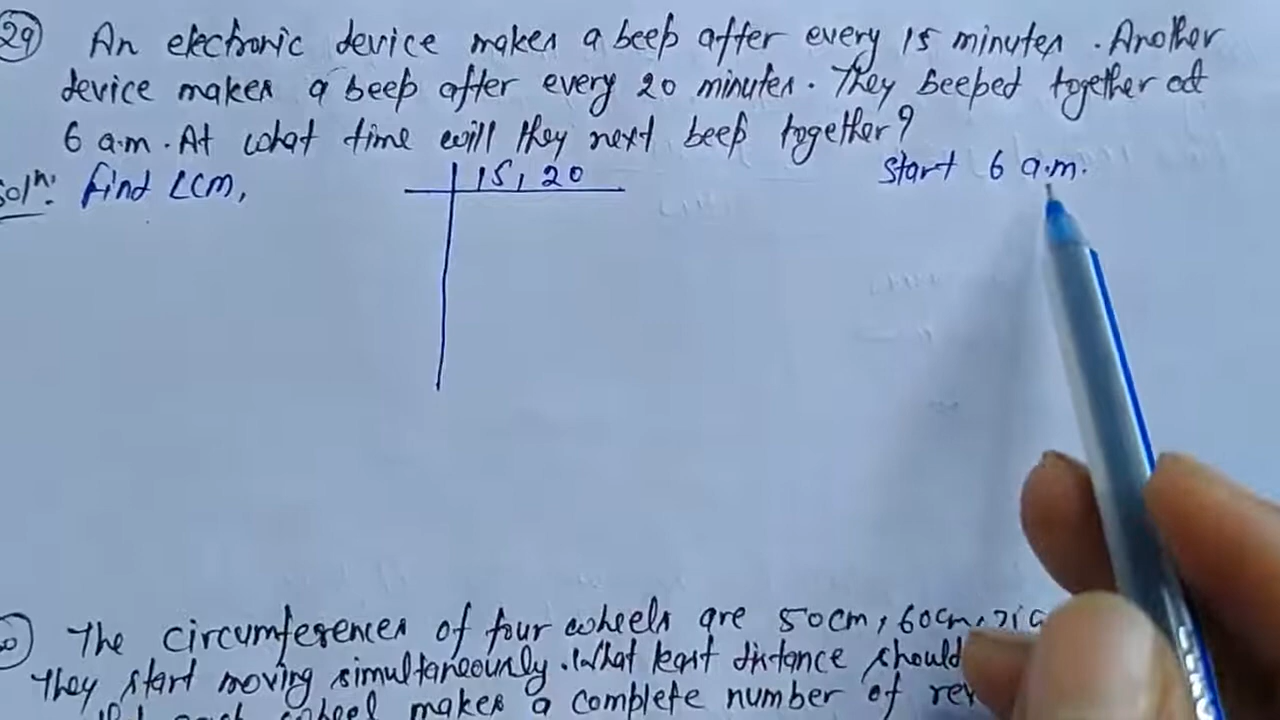 29 An electronic device makes a beep after every 15 minutes. Another
device makes a beep after every 20 minutes. They beeped together at
6 a.m. At what time will they next beep together?
Soln: find LCM,
15, 20
start 6 a.m.
The circumferences of four wheels are 50cm, 60cm,
They start moving simultaneously. What least distance should
each wheel makes a complete number of rev